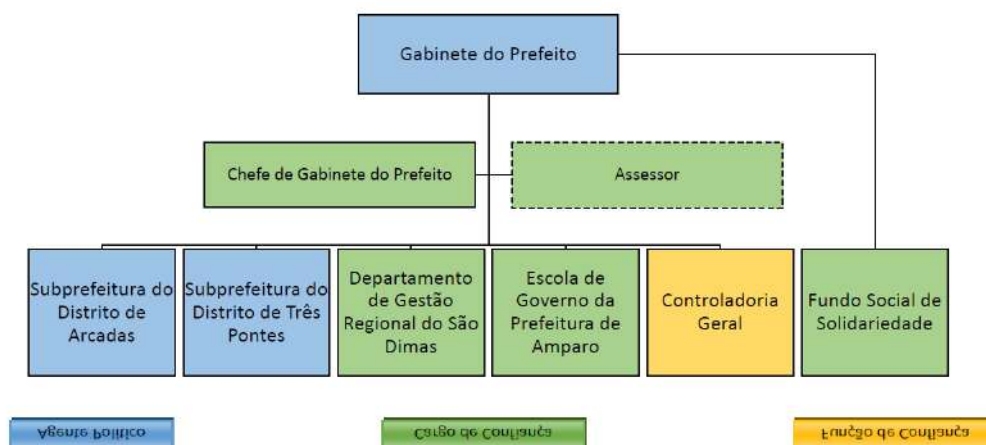 Gabinete do Prefeito
Chefe de Gabinete do Prefeito
Assessor
Subprefeitura do
Distrito de
Arcadas
Subprefeitura do
Distrito de Três
Pontes
Departamento
de Gestão
Regional do São
Dimas
Escola de
Governo da
Prefeitura de
Amparo
Controladoria
Geral
Fundo Social de
Solidariedade
Agente Político
Cargo de Confiança
Função de Confiança